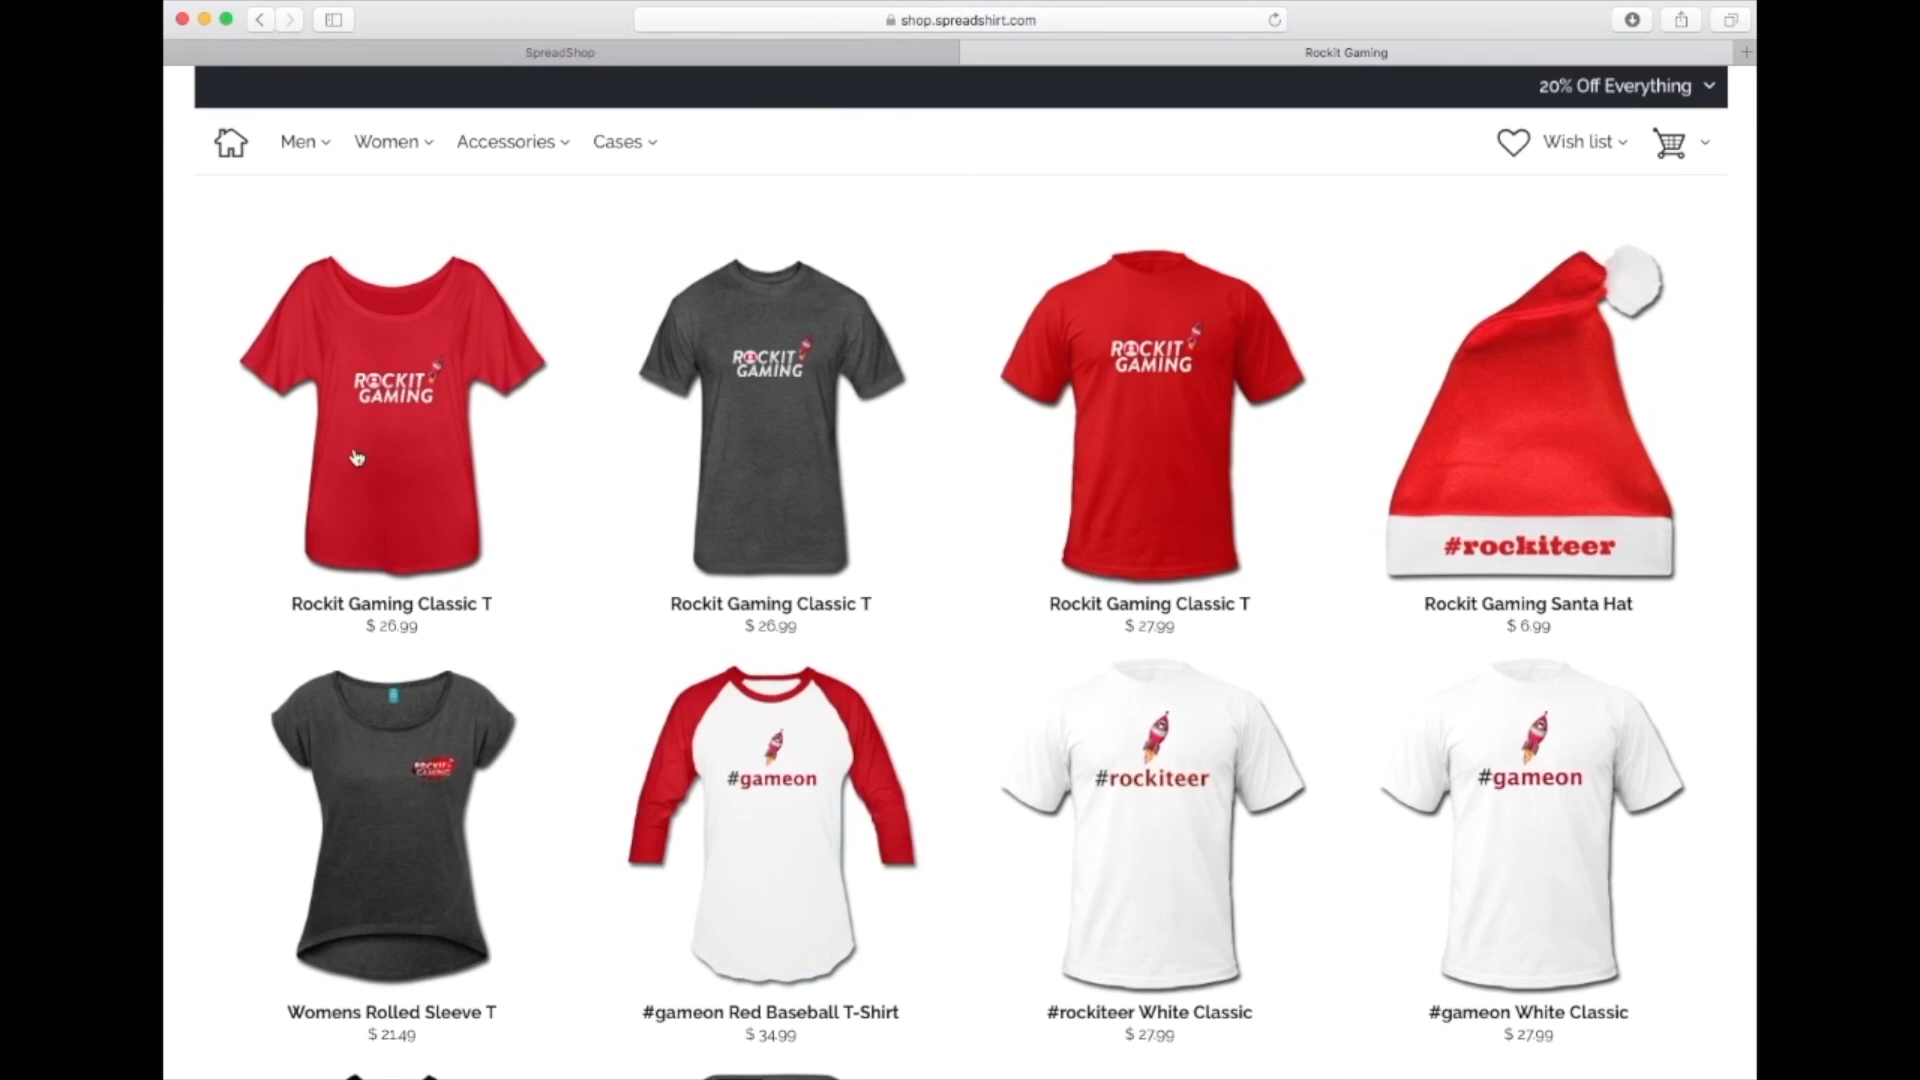 shop.spreadshirt.com
SpreadShop
Rockit Gaming
20% Off Everything
Men
Women
Accessories
Cases
Wish list
ROCKIT
GAMING
ROCKIT
GAMING
ROCKIT
GAMING
#rockiteer
Rockit Gaming Classic T
$ 26.99
Rockit Gaming Classic T
$ 26.99
Rockit Gaming Classic T
$ 27.99
Rockit Gaming Santa Hat
$ 6.99
ROCKIT
GAMING
#gameon
#rockiteer
#gameon
Womens Rolled Sleeve T
$ 21.49
#gameon Red Baseball T-Shirt
$ 34.99
#rockiteer White Classic
$ 27.99
#gameon White Classic
$ 27.99